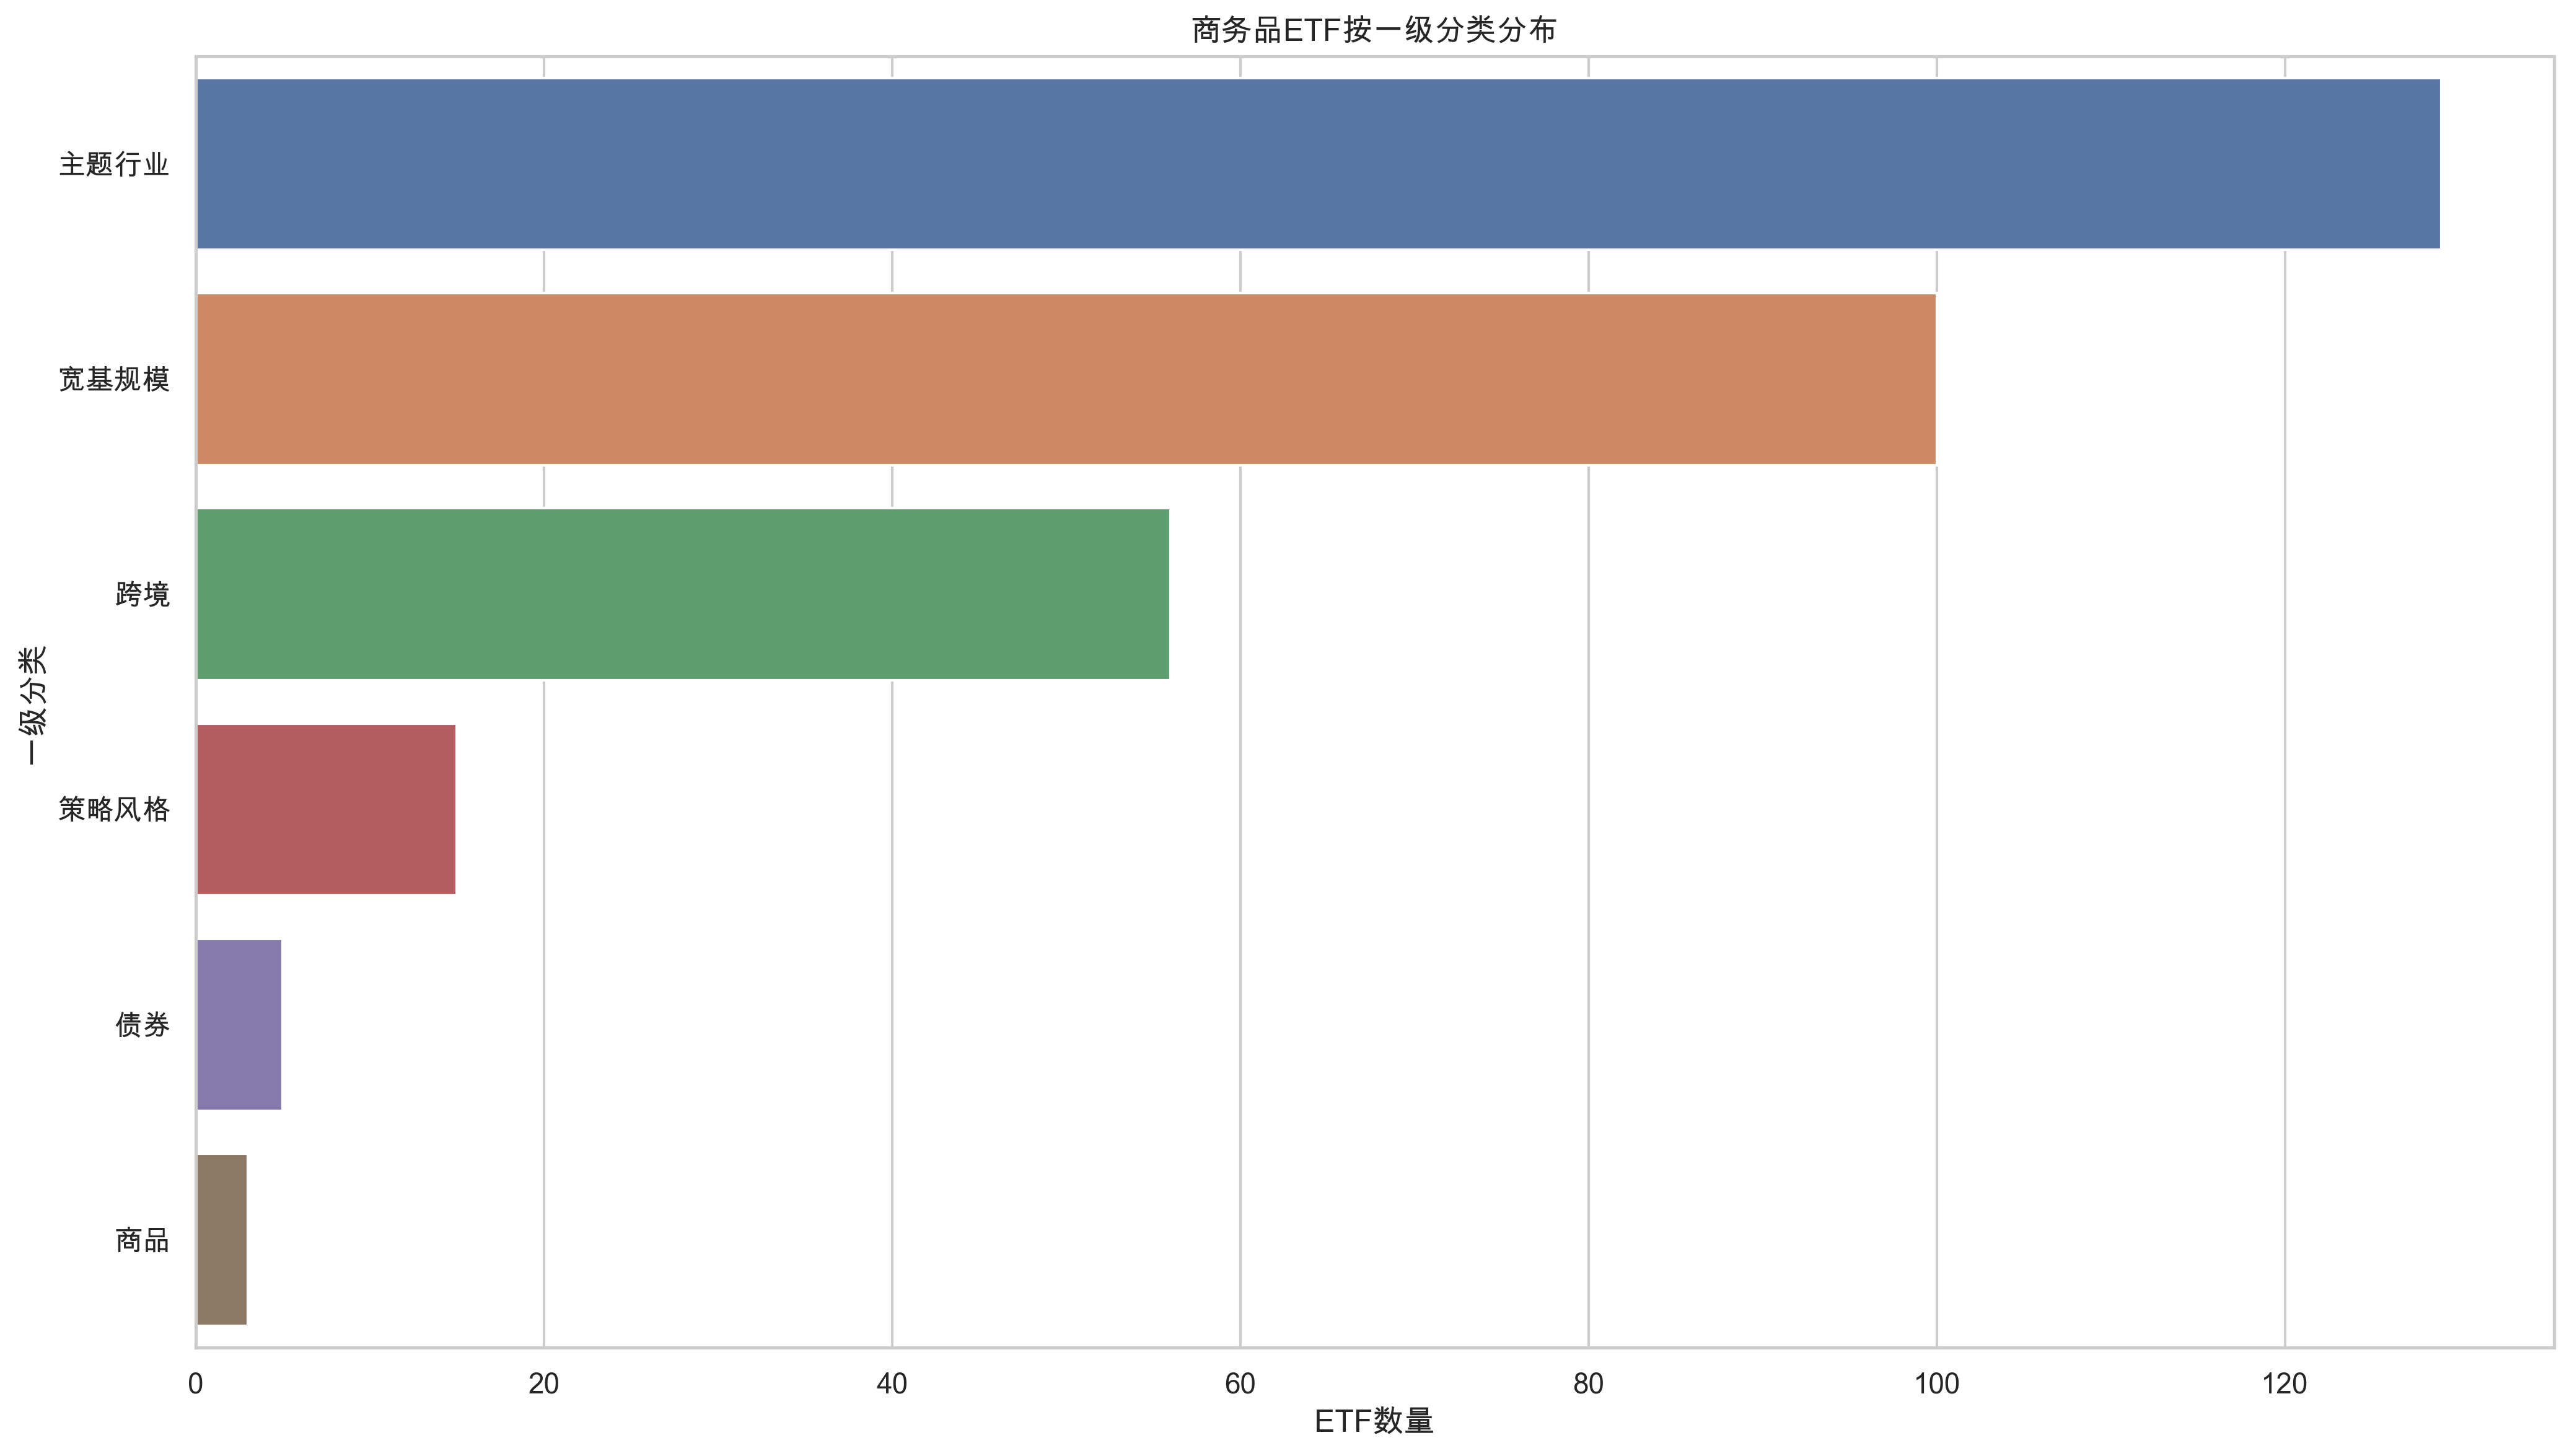 商务品ETF按一级分类分布
一级分类
主题行业
宽基规模
跨境
策略风格
债券
商品
0 20 40 60 80 100 120
ETF数量